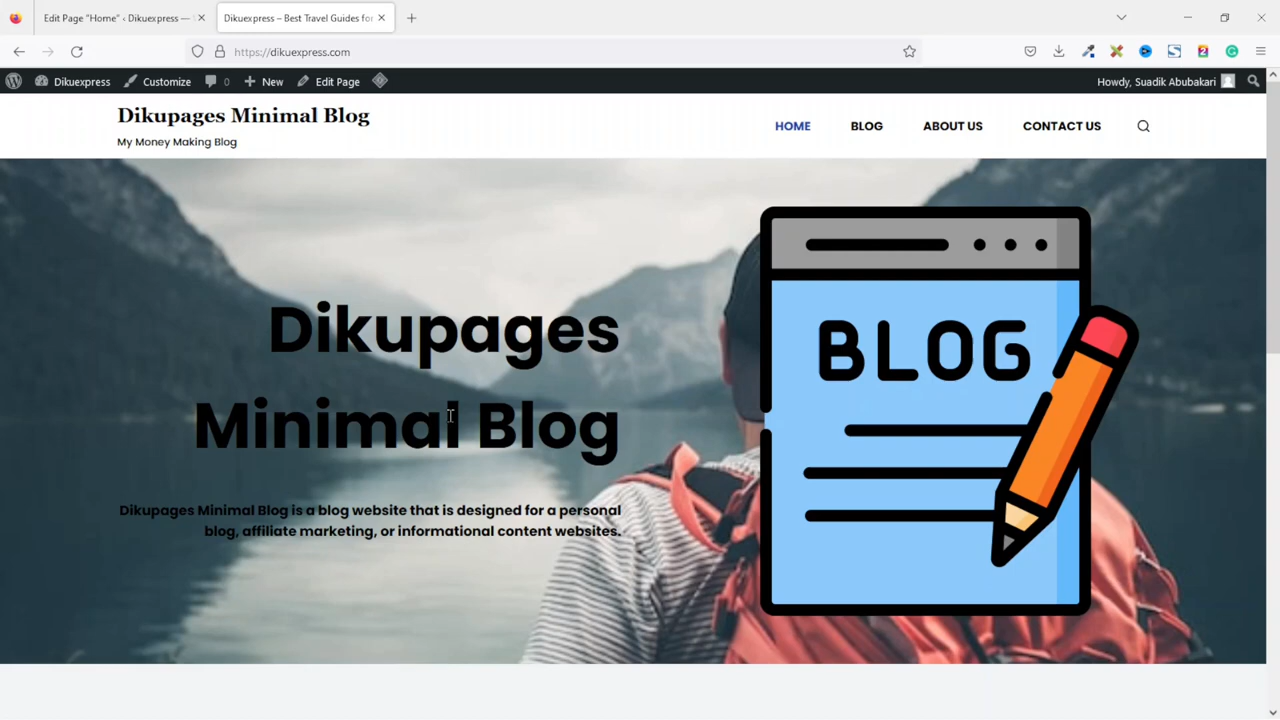 Edit Page "Home" ‹ Dikuexpress —
Dikuexpress – Best Travel Guides for
https://dikuexpress.com
Dikuexpress
Customize
0
New
Edit Page
Howdy, Suadik Abubakari
Dikupages Minimal Blog
My Money Making Blog
HOME
BLOG
ABOUT US
CONTACT US
Dikupages
Minimal Blog
Dikupages Minimal Blog is a blog website that is designed for a personal
blog, affiliate marketing, or informational content websites.
BLOG